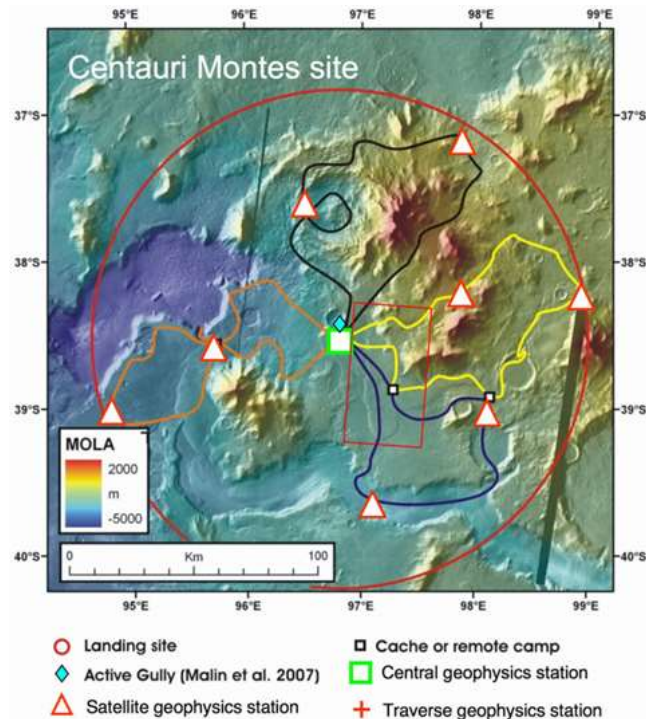 95°E 96°E 97°E 98°E 99°E
Centauri Montes site
37°S 37°S
38°S 38°S
39°S 39°S
MOLA
2000
m
-5000
Km
0 100
40°S 40°S
95°E 96°E 97°E 98°E 99°E
Landing site
Cache or remote camp
Active Gully (Malin et al. 2007)
Central geophysics station
Satellite geophysics station
Traverse geophysics station